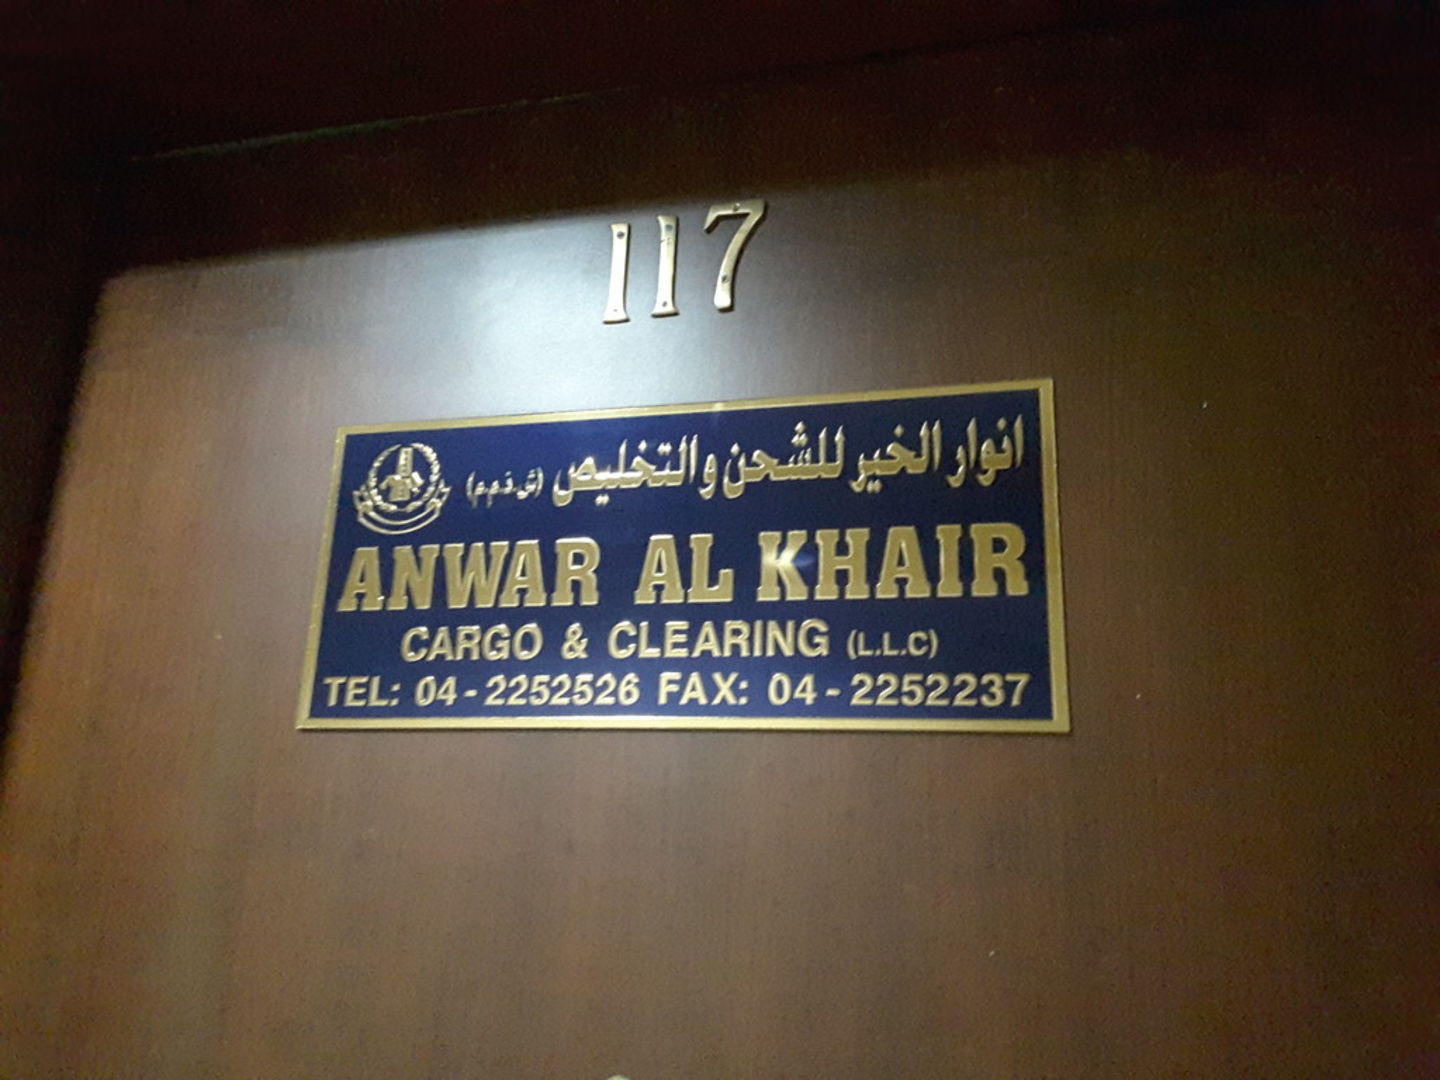 117
انوار الخير للشحن والتخليص (ش.ذ.م.م)
ANWAR AL KHAIR
CARGO & CLEARING (L.L.C)
TEL: 04-2252526 FAX: 04-2252237